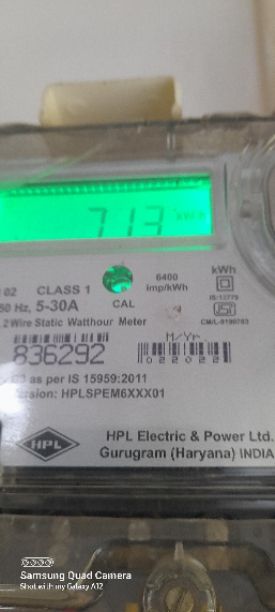 713 kWh
02 CLASS 1
6400 imp/kWh
kWh
50 Hz, 5-30A
CAL
IS:13779
2 Wire Static Watthour Meter
M/Yr
836292
022022
as per IS 15959:2011
ersion: HPLSPEM6XXX01
HPL
HPL Electric & Power Ltd.
Gurugram (Haryana) INDIA
Samsung Quad Camera
Shot with my Galaxy A12